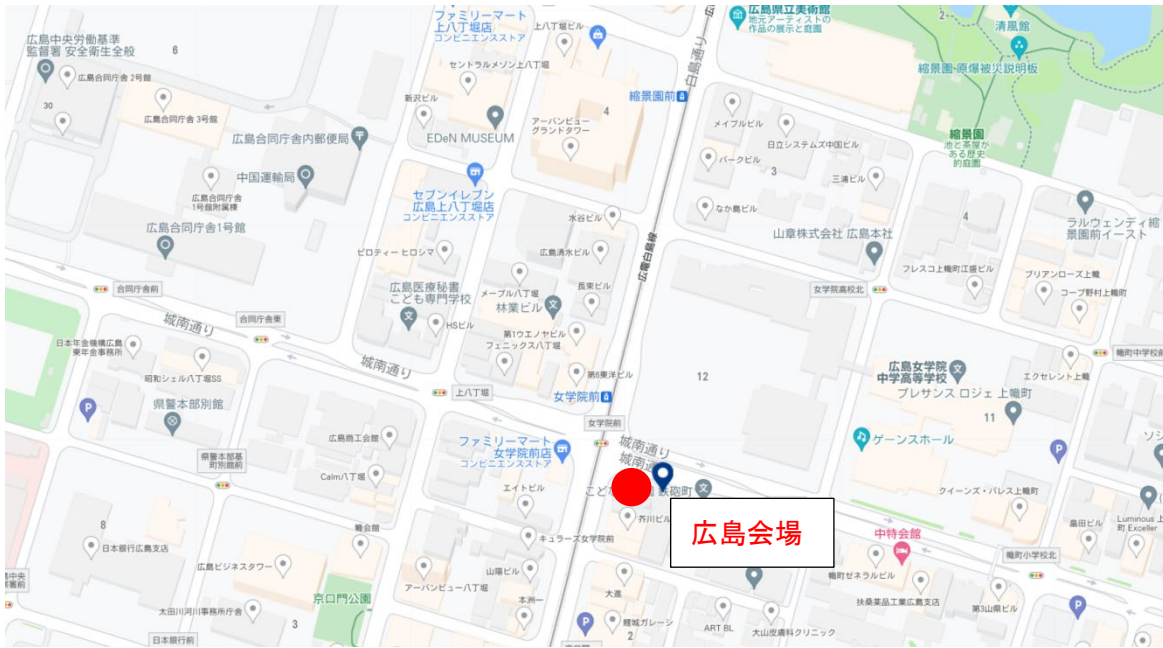 ファミリーマート
上八丁堀店
コンビニエンスストア
上八丁堀ビル
広島県立美術館
地元アーティストの
作品の展示と庭園
2
清風館
縮景園 原爆被災説明板
広島中央労働基準
監督署 安全衛生全般
6
広島合同庁舎 2号館
30
広島合同庁舎 3号館
セントラルメゾン上八丁堀
新沢ビル
EDeN MUSEUM
4
アーバンビュー
グランドタワー
白島通り
縮景園前
メイプルビル
日立システムズ中国ビル
パークビル
3
三浦ビル
縮景園
池と茶屋が
ある歴史
的庭園
広島合同庁舎内郵便局
中国運輸局
広島合同庁舎
1号館附属棟
広島合同庁舎1号館
セブンイレブン
広島上八丁堀店
コンビニエンスストア
水谷ビル
なか島ビル
4
ラルウェンディ縮
景園前イースト
山章株式会社 広島本社
ピロティー ヒロシマ
広島清水ビル
広電白島線
フレスコ上幟町江盛ビル
ブリアンローズ上幟
コープ野村上幟町
広島医療秘書
こども専門学校
メープル八丁堀
長東ビル
林業ビル
HSビル
第1ウエノヤビル
フェニックス八丁堀
合同庁舎前
城南通り
合同庁舎東
女学院高校北
日本年金機構広島
東年金事務所
昭和シェル八丁堀SS
城南通り
第6東洋ビル
12
広島女学院
中学高等学校
幟町中学校前
エクセレント上幟
プレサンス ロジェ 上幟町
上八丁堀
女学院前
P
県警本部別館
11
女学院前
広島商工会館
ファミリーマート
女学院前店
コンビニエンスストア
城南通り
ゲーンスホール
P
県警本部基
町別館前
Calm八丁堀
エイトビル
鉄砲町
クイーンズ・パレス上幟町
芥川ビル
広島会場
8
日本銀行広島支店
キュラーズ女学院前
畠田ビル
Luminous 上
町 Exceller
中特会館
幟町小学校北
広島ビジネスタワー
山陽ビル
アーバンビュー八丁堀
幟町ゼネラルビル
京口門公園
本洲一
大進
扶桑薬品工業広島支店
第3山県ビル
P
太田川河川事務所庁舎
3
日本銀行前
P
鯉城ガレージ
2
ART BL
大山皮膚科クリニック